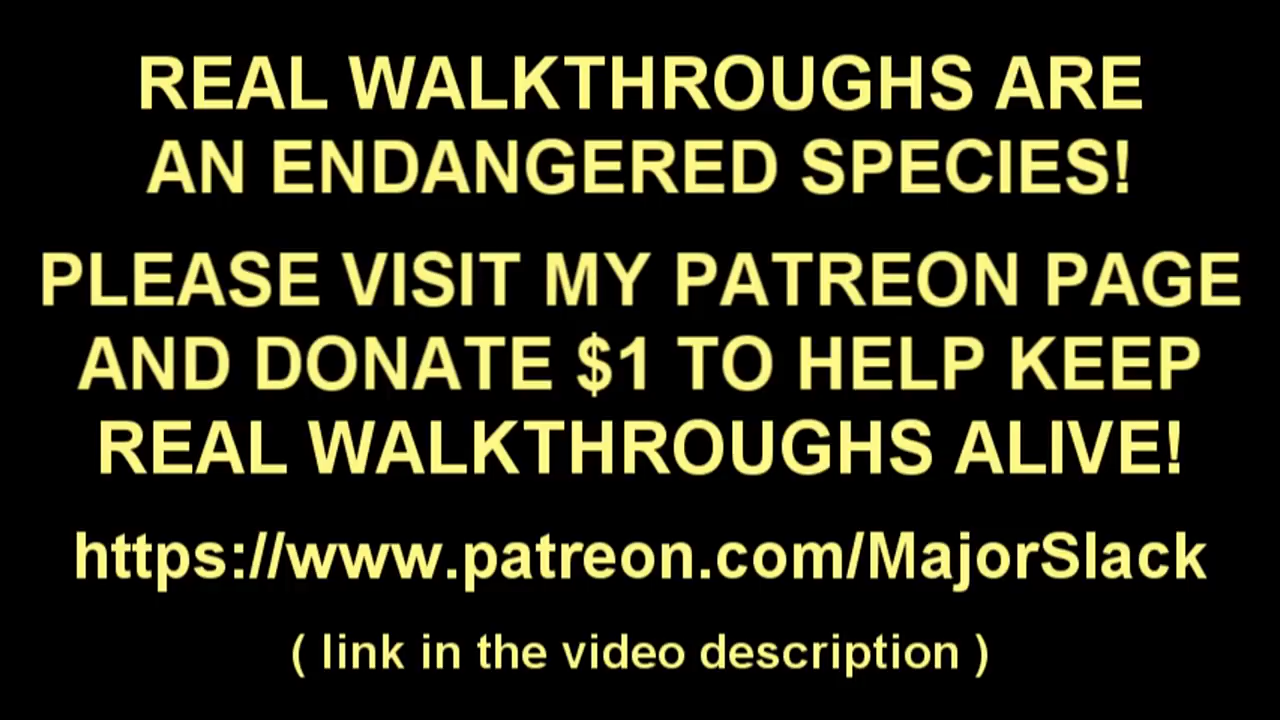 REAL WALKTHROUGHS ARE
AN ENDANGERED SPECIES!
PLEASE VISIT MY PATREON PAGE
AND DONATE $1 TO HELP KEEP
REAL WALKTHROUGHS ALIVE!
https://www.patreon.com/MajorSlack
( link in the video description )